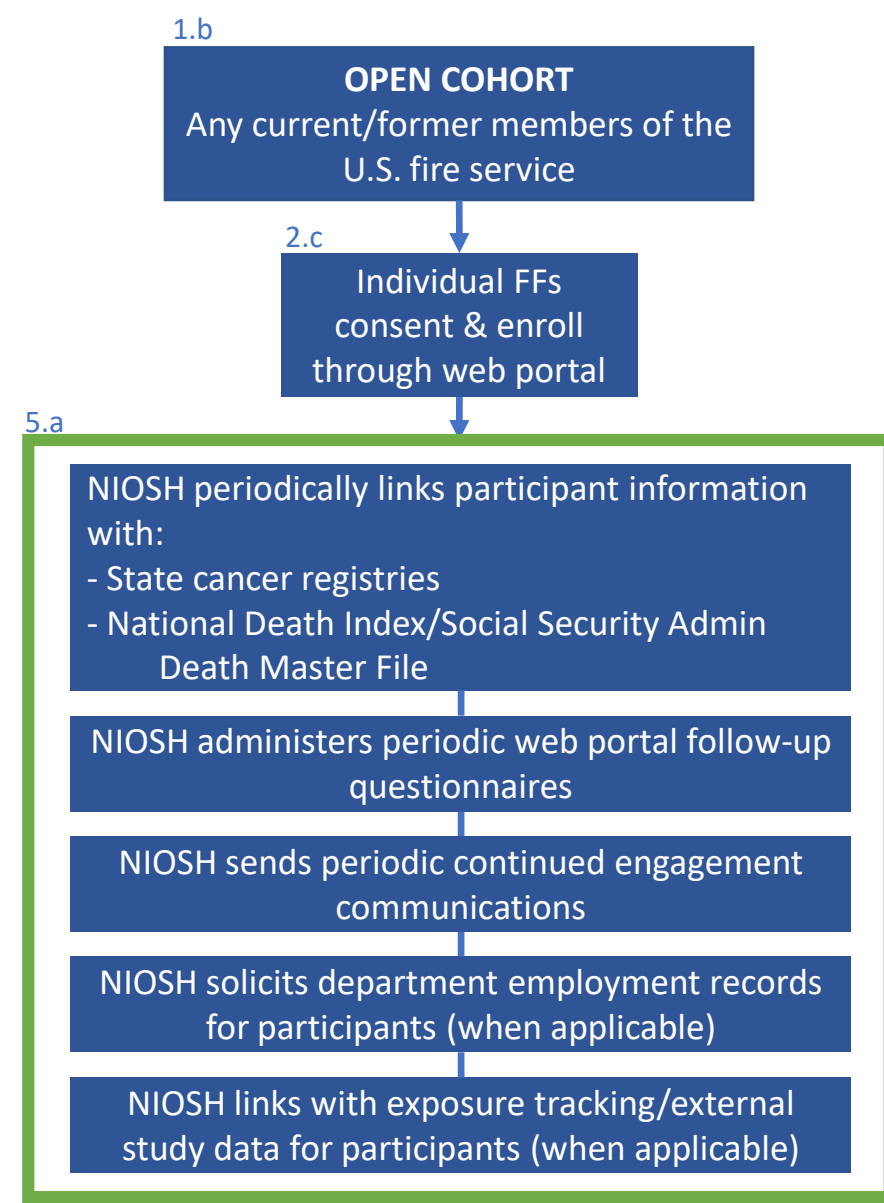 1.b
OPEN COHORT
Any current/former members of the
U.S. fire service
2.c
Individual FFs
consent & enroll
through web portal
5.a
NIOSH periodically links participant information
with:
- State cancer registries
- National Death Index/Social Security Admin
Death Master File
NIOSH administers periodic web portal follow-up
questionnaires
NIOSH sends periodic continued engagement
communications
NIOSH solicits department employment records
for participants (when applicable)
NIOSH links with exposure tracking/external
study data for participants (when applicable)